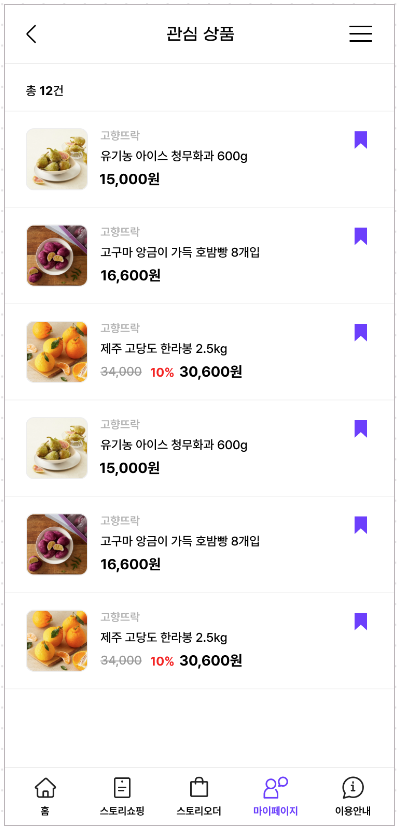 관심 상품
총 12건
고향뜨락
유기농 아이스 청무화과 600g
15,000원
고향뜨락
고구마 앙금이 가득 호밤빵 8개입
16,600원
고향뜨락
제주 고당도 한라봉 2.5kg
34,000 10% 30,600원
고향뜨락
유기농 아이스 청무화과 600g
15,000원
고향뜨락
고구마 앙금이 가득 호밤빵 8개입
16,600원
고향뜨락
제주 고당도 한라봉 2.5kg
34,000 10% 30,600원
홈 스토리쇼핑 스토리오더 마이페이지 이용안내